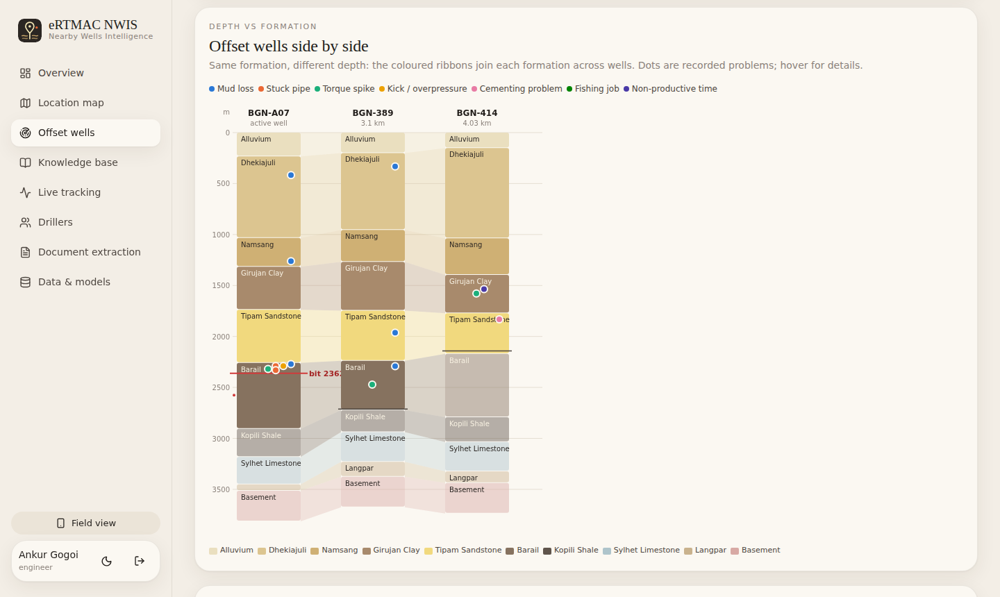 eRTMAC NWIS
Nearby Wells Intelligence
Overview
Location map
Offset wells
Knowledge base
Live tracking
Drillers
Document extraction
Data & models
Field view
Ankur Gogoi
engineer
DEPTH VS FORMATION
Offset wells side by side
Same formation, different depth: the coloured ribbons join each formation across wells. Dots are recorded problems; hover for details.
Mud loss Stuck pipe Torque spike Kick / overpressure Cementing problem Fishing job Non-productive time
m BGN-A07 BGN-389 BGN-414
active well 3.1 km 4.03 km
0
Alluvium Alluvium Alluvium
Dhekiajuli Dhekiajuli Dhekiajuli
500
1000
Namsang Namsang Namsang
Girujan Clay Girujan Clay Girujan Clay
1500
Tipam Sandstone Tipam Sandstone Tipam Sandstone
2000
Barail Barail Barail
bit 2362
2500
Kopili Shale Kopili Shale Kopili Shale
3000
Sylhet Limestone Sylhet Limestone Sylhet Limestone
Langpar Langpar
3500
Basement Basement Basement
Alluvium Dhekiajuli Namsang Girujan Clay Tipam Sandstone Barail Kopili Shale Sylhet Limestone Langpar Basement